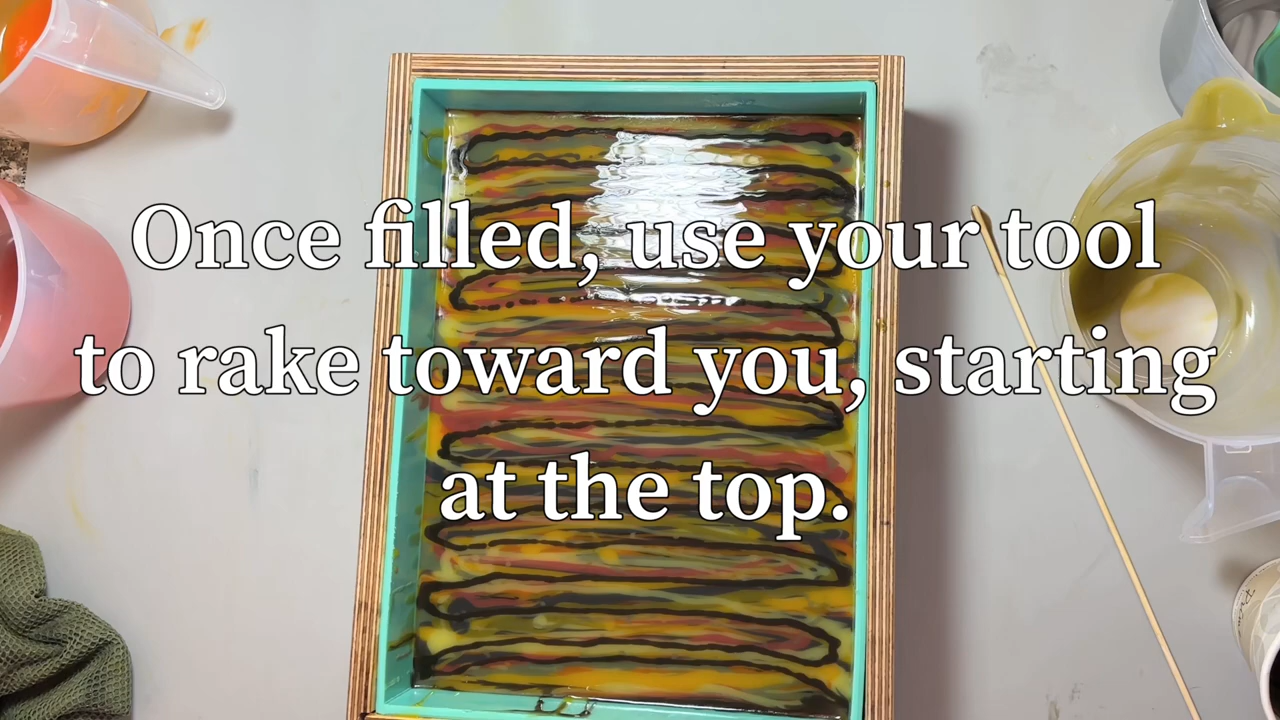 Once filled, use your tool
to rake toward you, starting
at the top.